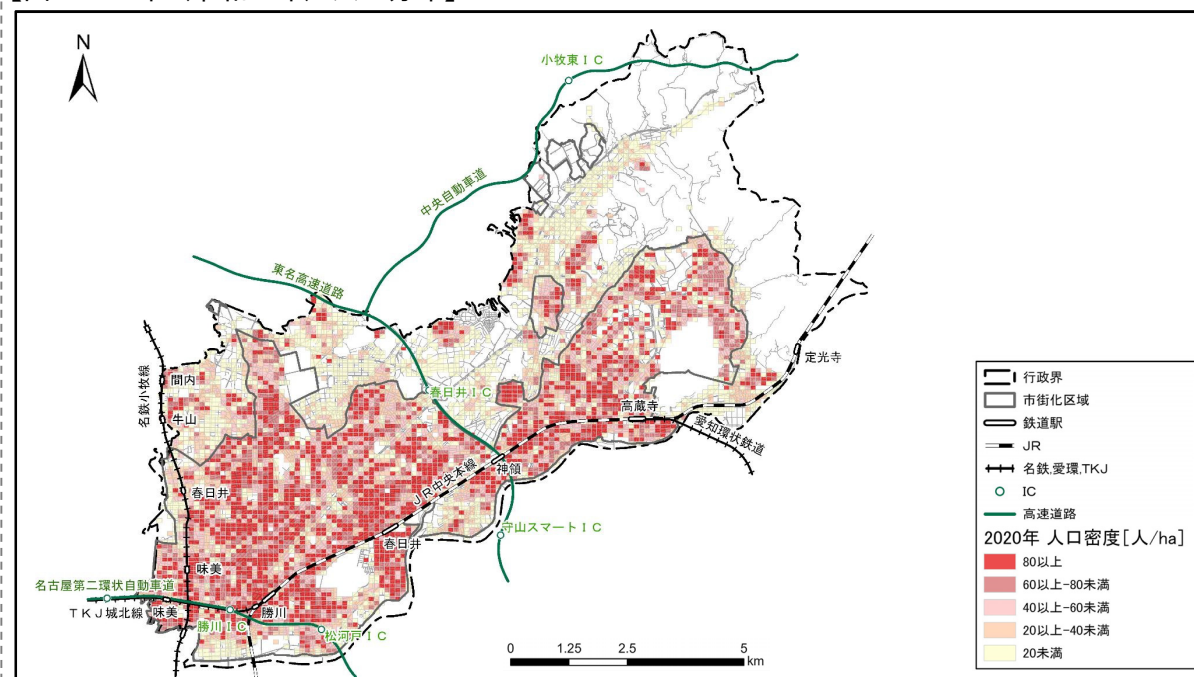 N
小牧東ＩＣ
中央自動車道
東名高速道路
名鉄小牧線
間内
牛山
春日井ＩＣ
高蔵寺
定光寺
愛知環状鉄道
神領
ＪＲ中央本線
春日井
守山スマートＩＣ
春日井
味美
名古屋第二環状自動車道
ＴＫＪ城北線
味美
勝川
勝川ＩＣ
松河戸ＩＣ
0 1.25 2.5 5
km
行政界
市街化区域
鉄道駅
JR
名鉄,愛環,TKJ
IC
高速道路
2020年 人口密度[人/ha]
80以上
60以上-80未満
40以上-60未満
20以上-40未満
20未満